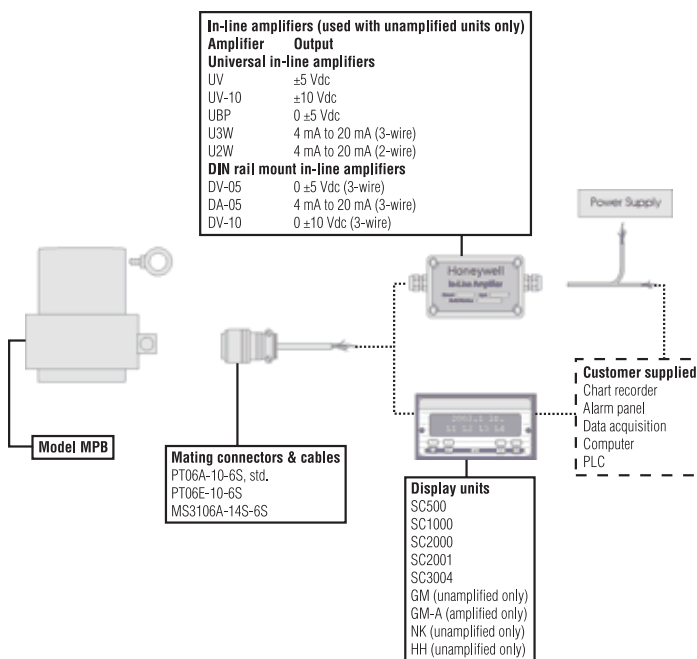 In-line amplifiers (used with unamplified units only)
Amplifier Output
Universal in-line amplifiers
UV ±5 Vdc
UV-10 ±10 Vdc
UBP 0 ±5 Vdc
U3W 4 mA to 20 mA (3-wire)
U2W 4 mA to 20 mA (2-wire)
DIN rail mount in-line amplifiers
DV-05 0 ±5 Vdc (3-wire)
DA-05 4 mA to 20 mA (3-wire)
DV-10 0 ±10 Vdc (3-wire)
Power Supply
Honeywell
In-Line Amplifier
Customer supplied
Chart recorder
Alarm panel
Data acquisition
Computer
PLC
L1 L2 L3 L4
Model MPB
Mating connectors & cables
PT06A-10-6S, std.
PT06E-10-6S
MS3106A-14S-6S
Display units
SC500
SC1000
SC2000
SC2001
SC3004
GM (unamplified only)
GM-A (amplified only)
NK (unamplified only)
HH (unamplified only)